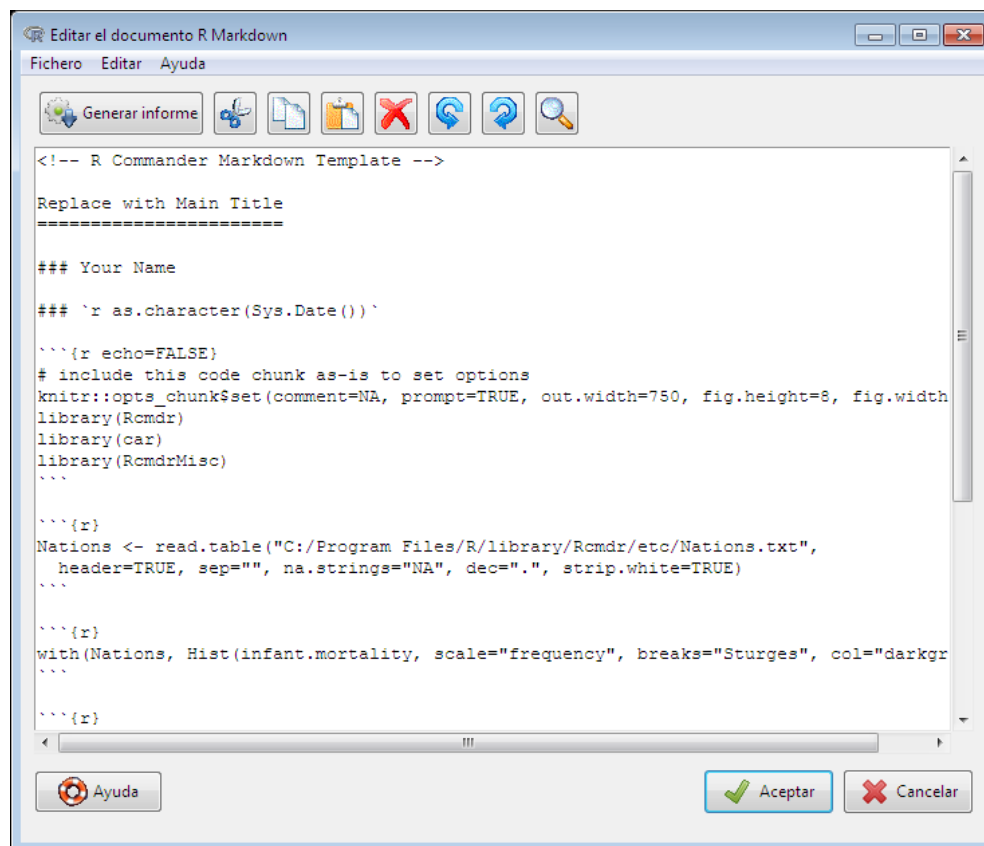 Editar el documento R Markdown
Fichero Editar Ayuda
Generar informe
<!-- R Commander Markdown Template -->
Replace with Main Title
=======================
### Your Name
### `r as.character(Sys.Date())`
```{r echo=FALSE}
# include this code chunk as-is to set options
knitr::opts_chunk$set(comment=NA, prompt=TRUE, out.width=750, fig.height=8, fig.width
library(Rcmdr)
library(car)
library(RcmdrMisc)
```
```{r}
Nations <- read.table("C:/Program Files/R/library/Rcmdr/etc/Nations.txt",
  header=TRUE, sep="", na.strings="NA", dec=".", strip.white=TRUE)
```
```{r}
with(Nations, Hist(infant.mortality, scale="frequency", breaks="Sturges", col="darkgr
```
```{r}
Ayuda Aceptar Cancelar